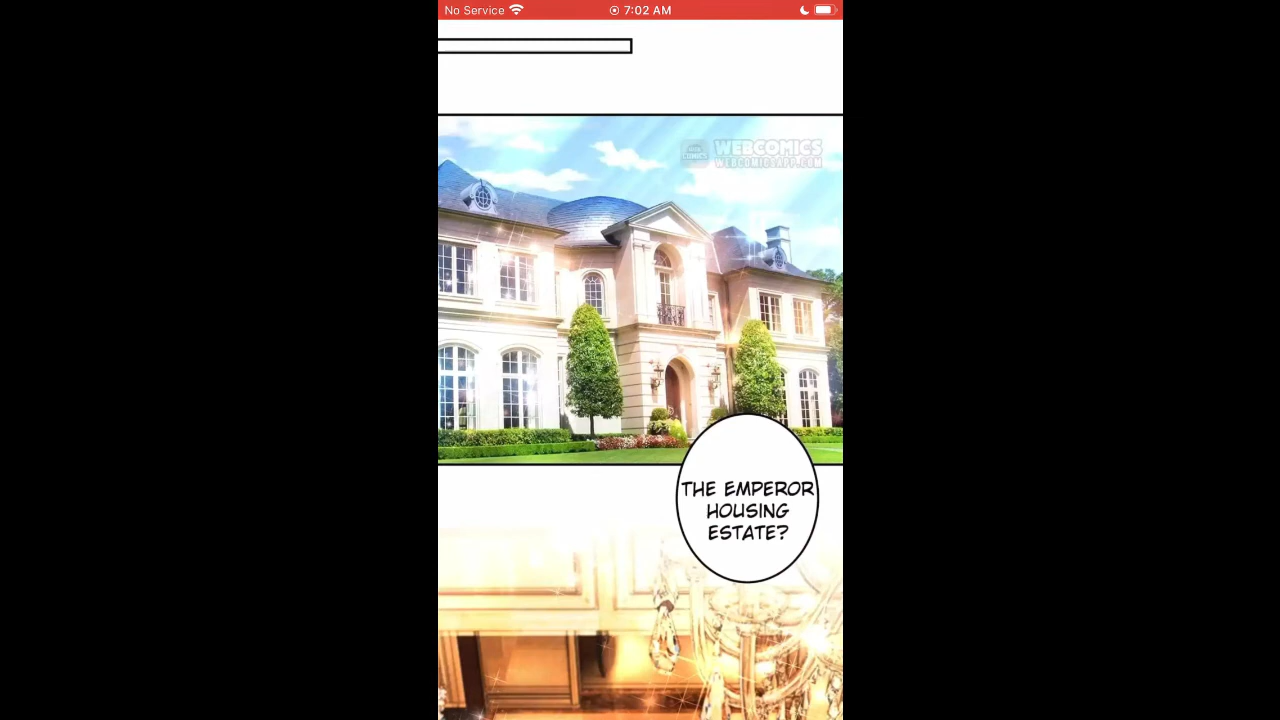 No Service 7:02 AM
WEBCOMICS
WEBCOMICSAPP.COM
THE EMPEROR
HOUSING
ESTATE?